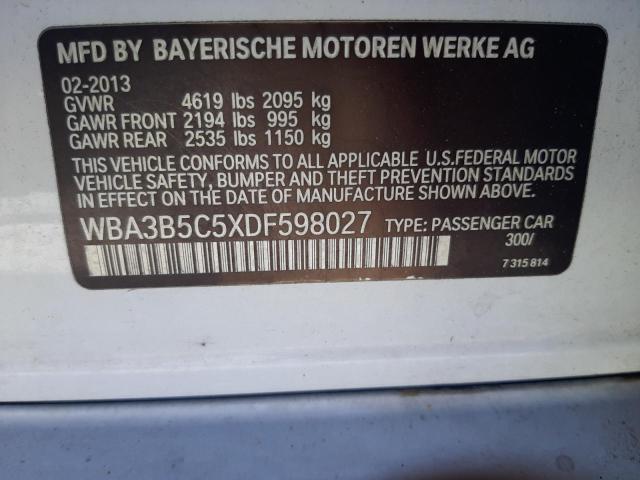 MFD BY BAYERISCHE MOTOREN WERKE AG
02-2013
GVWR 4619 lbs 2095 kg
GAWR FRONT 2194 lbs 995 kg
GAWR REAR 2535 lbs 1150 kg
THIS VEHICLE CONFORMS TO ALL APPLICABLE U.S.FEDERAL MOTOR
VEHICLE SAFETY, BUMPER AND THEFT PREVENTION STANDARDS
IN EFFECT ON THE DATE OF MANUFACTURE SHOWN ABOVE.
WBA3B5C5XDF598027 TYPE: PASSENGER CAR
300/
7 315 814